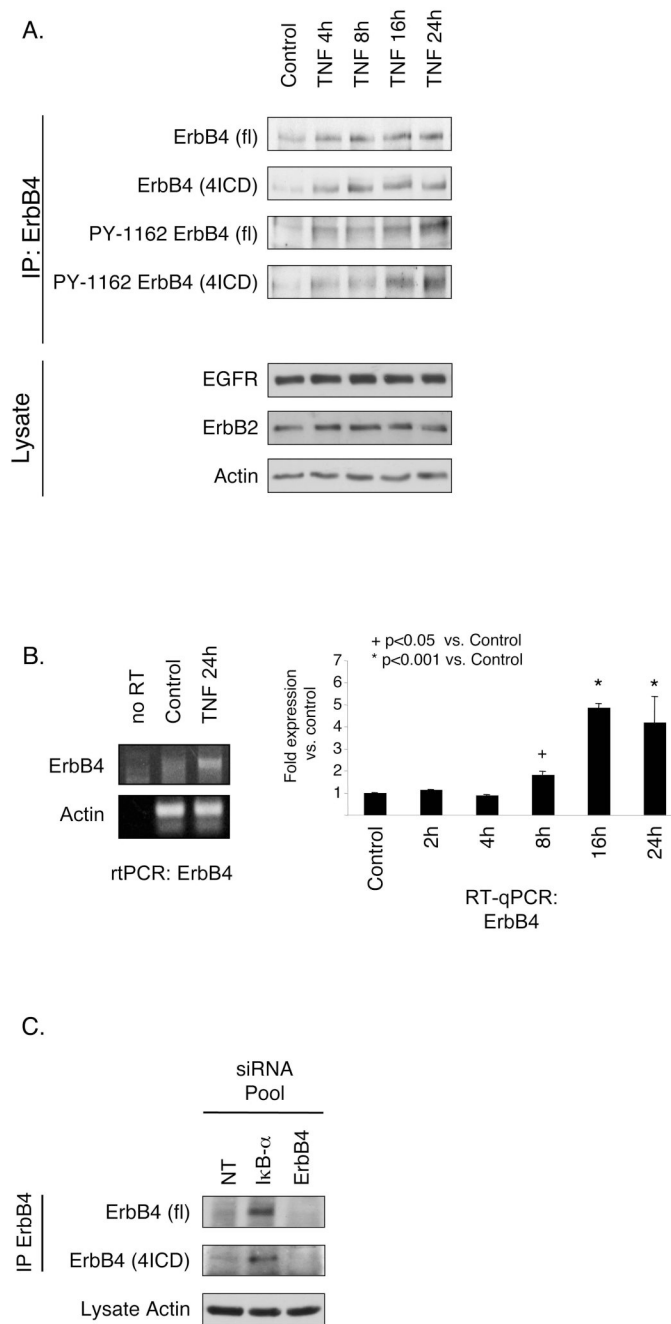 A.
Control
TNF 4h
TNF 8h
TNF 16h
TNF 24h
IP: ErbB4
ErbB4 (fl)
ErbB4 (4ICD)
PY-1162 ErbB4 (fl)
PY-1162 ErbB4 (4ICD)
Lysate
EGFR
ErbB2
Actin
B.
no RT
Control
TNF 24h
ErbB4
Actin
rtPCR: ErbB4
+ p<0.05 vs. Control
* p<0.001 vs. Control
Fold expression
vs. control
7
6
5
4
3
2
1
+
*
*
Control
2h
4h
8h
16h
24h
RT-qPCR:
ErbB4
C.
siRNA
Pool
NT
IκB-α
ErbB4
IP ErbB4
ErbB4 (fl)
ErbB4 (4ICD)
Lysate Actin